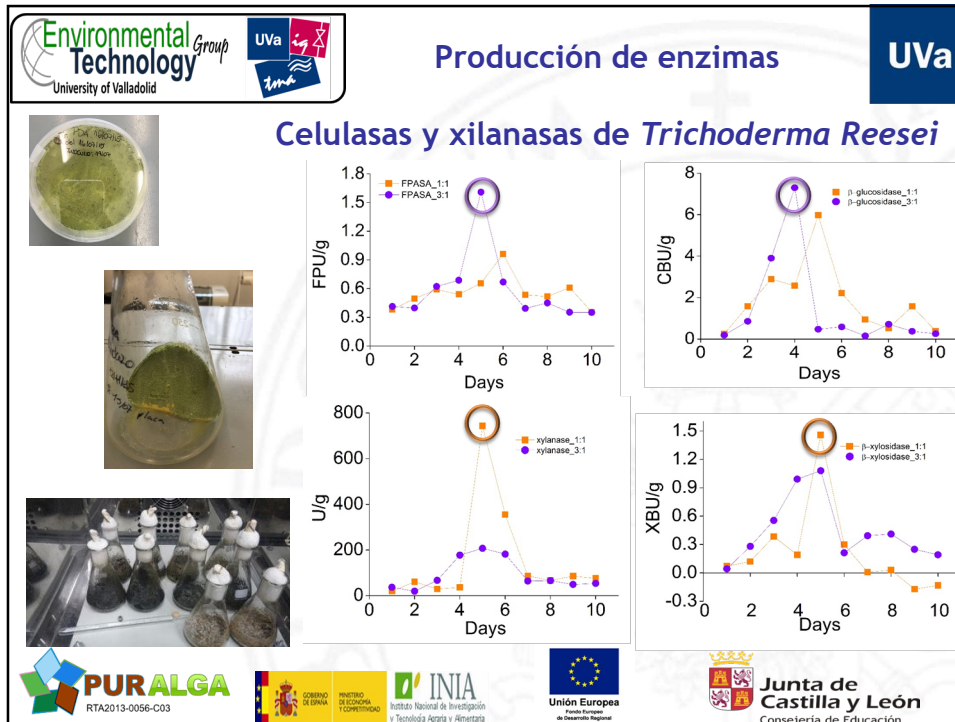 Environmental Group
Technology
University of Valladolid
UVa iq
tma
Producción de enzimas
UVa
Celulasas y xilanasas de Trichoderma Reesei
PDA
1.8
1.5
1.2
0.9
0.6
0.3
0.0
FPU/g
FPASA_1:1
FPASA_3:1
0 2 4 6 8 10
Days
8
6
4
2
0
CBU/g
β-glucosidase_1:1
β-glucosidase_3:1
0 2 4 6 8 10
Days
placa
800
600
400
200
0
U/g
xylanase_1:1
xylanase_3:1
0 2 4 6 8 10
Days
1.5
1.2
0.9
0.6
0.3
0.0
-0.3
XBU/g
β-xylosidase_1:1
β-xylosidase_3:1
0 2 4 6 8 10
Days
PURALGA
RTA2013-0056-C03
GOBIERNO
DE ESPAÑA
MINISTERIO
DE ECONOMÍA
Y COMPETITIVIDAD
INIA
Instituto Nacional de Investigación
y Tecnología Agraria y Alimentaria
Unión Europea
Fondo Europeo
de Desarrollo Regional
Junta de
Castilla y León
Consejería de Educación